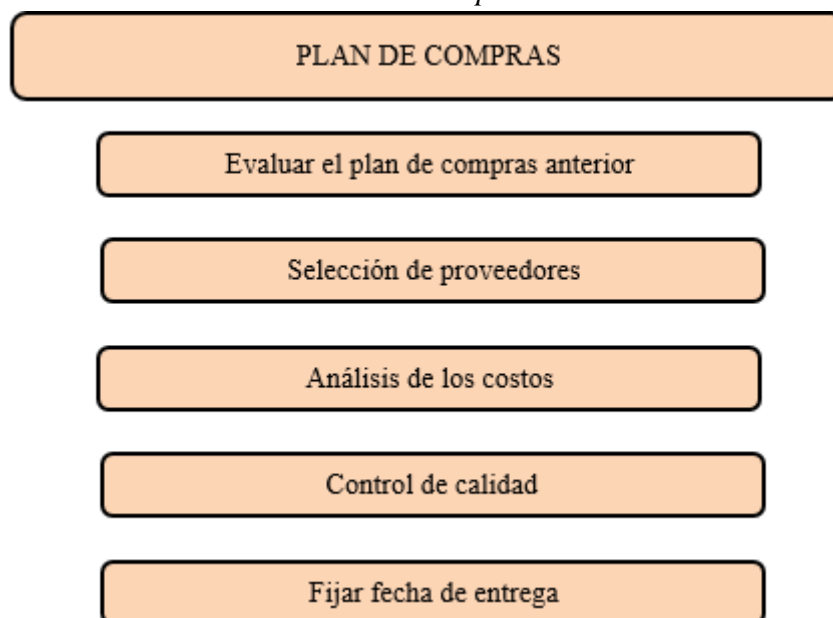 PLAN DE COMPRAS
Evaluar el plan de compras anterior
Selección de proveedores
Análisis de los costos
Control de calidad
Fijar fecha de entrega